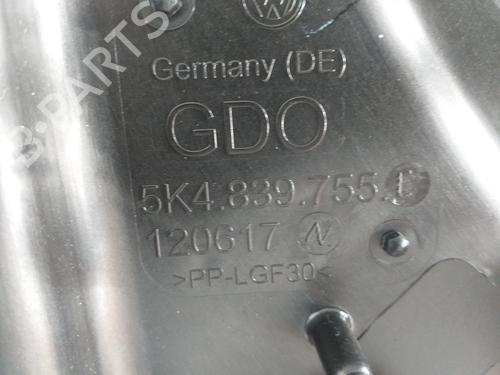 B-PARTS
Germany (DE)
GDO
5K4.839.755.
120617 N
>PP-LGF30<